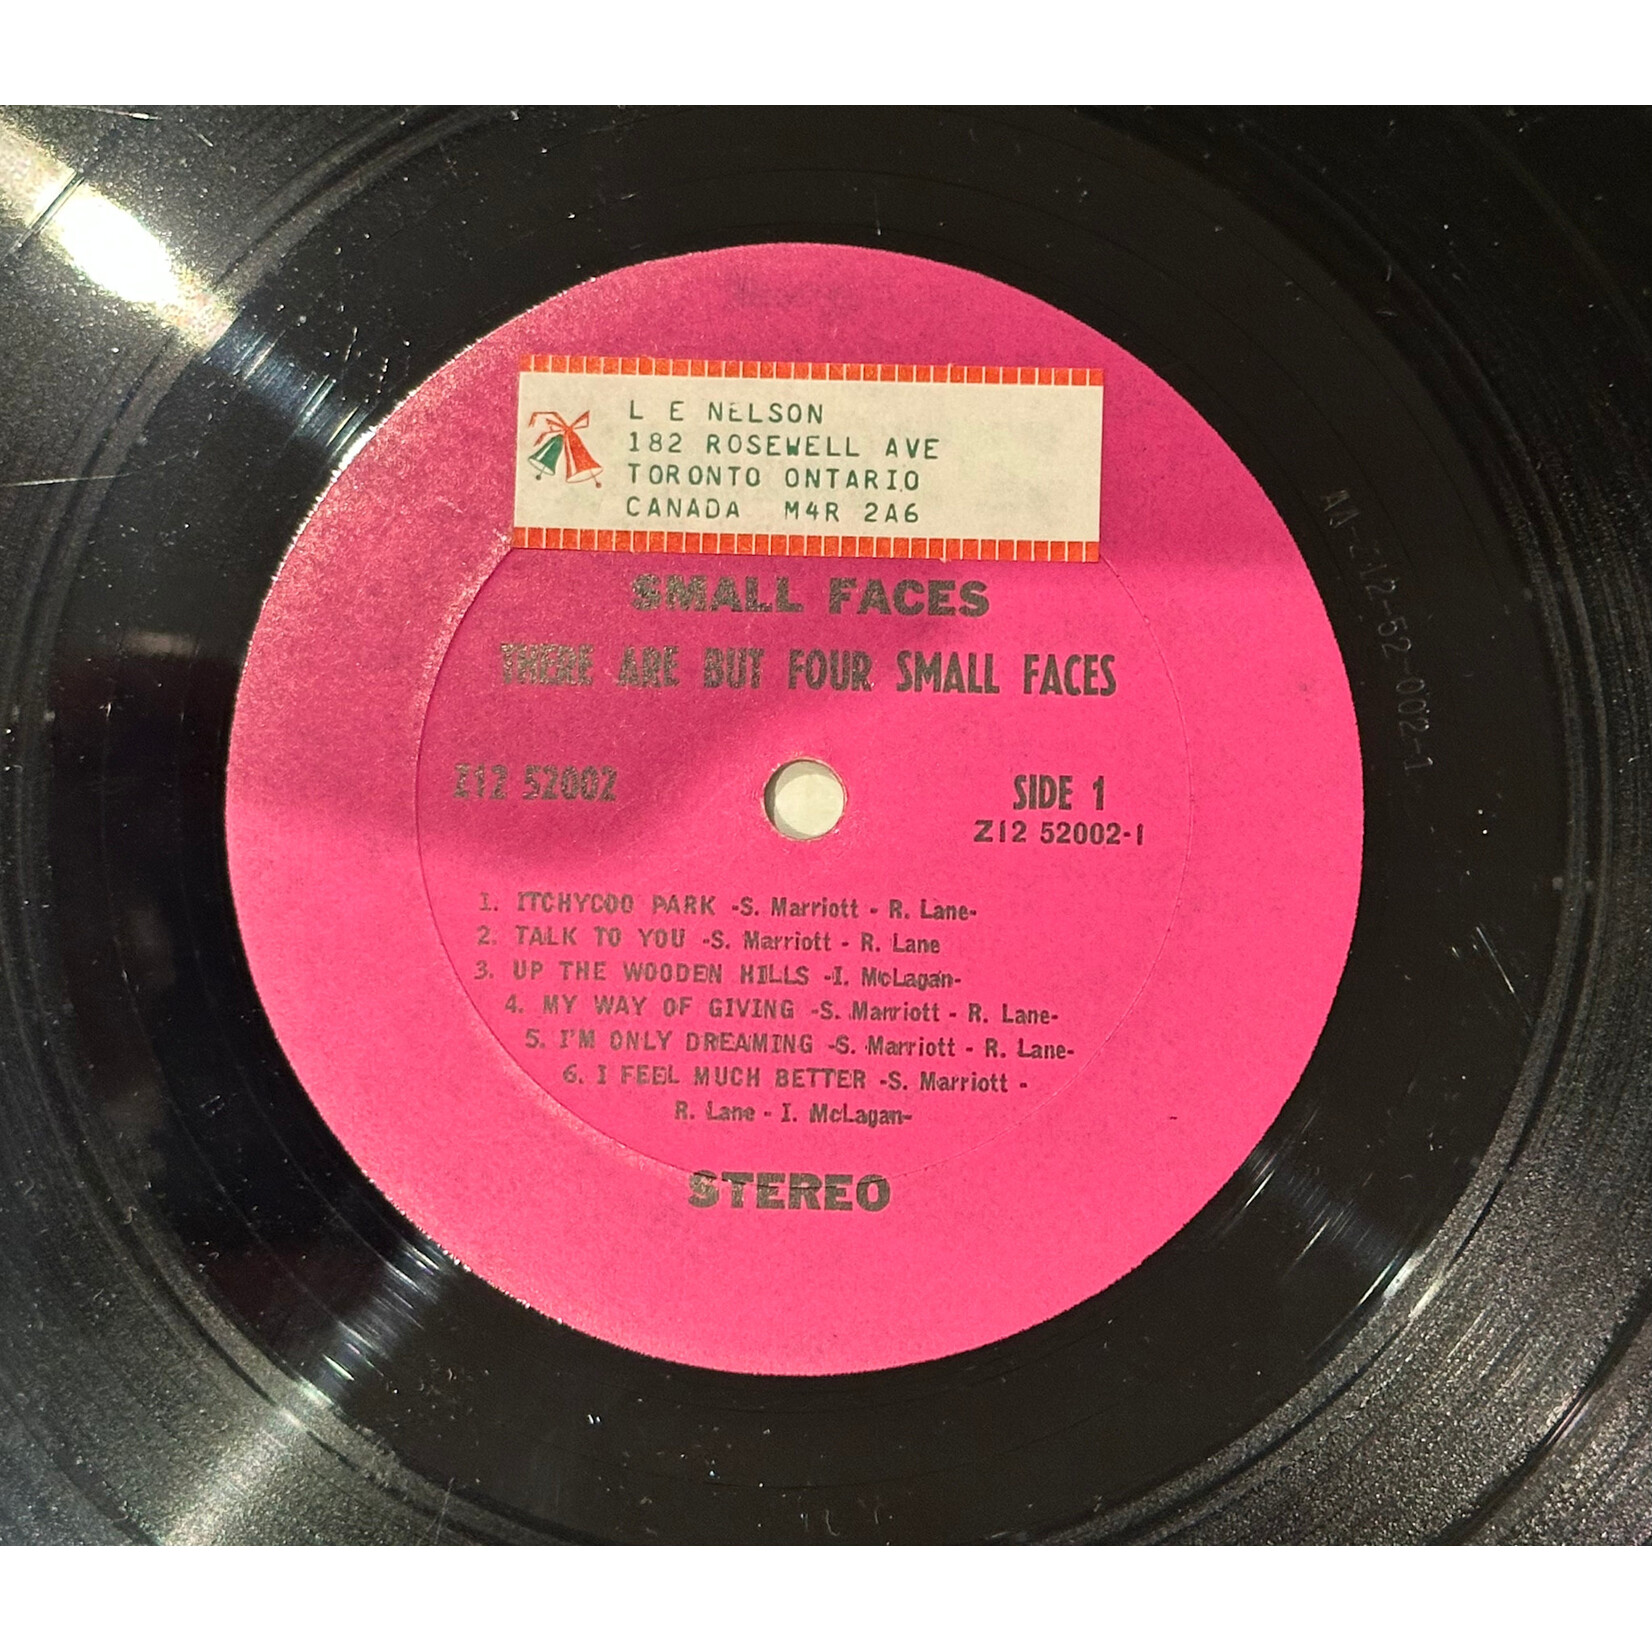 L E NELSON
182 ROSEWELL AVE
TORONTO ONTARIO
CANADA M4R 2A6
SMALL FACES
THERE ARE BUT FOUR SMALL FACES
Z12 52002
SIDE 1
Z12 52002-1
1. ITCHYCOO PARK -S. Marriott - R. Lane-
2. TALK TO YOU -S. Marriott - R. Lane
3. UP THE WOODEN HILLS -I. McLagan-
4. MY WAY OF GIVING -S. Marriott - R. Lane-
5. I'M ONLY DREAMING -S. Marriott - R. Lane-
6. I FEEL MUCH BETTER -S. Marriott -
R. Lane - I. McLagan-
STEREO